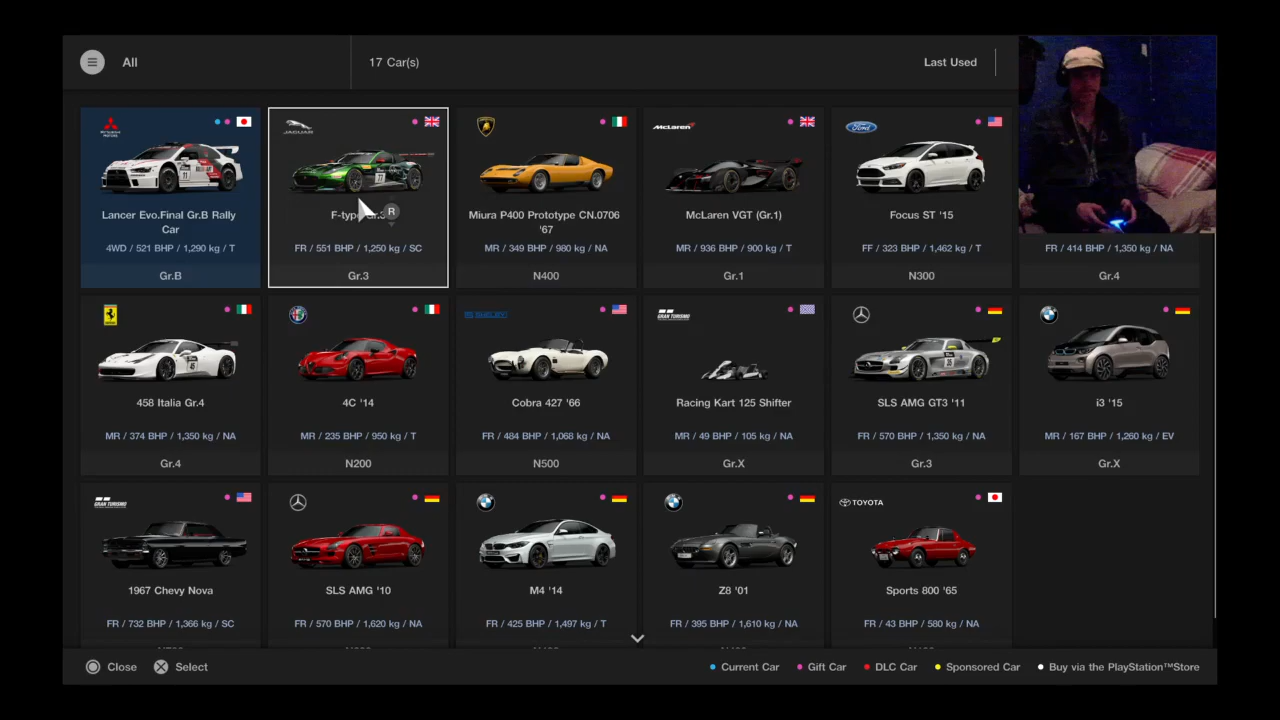 All
17 Car(s)
Last Used
MITSUBISHI
MOTORS
Lancer Evo.Final Gr.B Rally
Car
4WD / 521 BHP / 1,290 kg / T
Gr.B
JAGUAR
R
FR / 551 BHP / 1,250 kg / SC
Gr.3
Miura P400 Prototype CN.0706
'67
MR / 349 BHP / 980 kg / NA
N400
McLaren
McLaren VGT (Gr.1)
MR / 936 BHP / 900 kg / T
Gr.1
Ford
Focus ST '15
FF / 323 BHP / 1,462 kg / T
N300
FR / 414 BHP / 1,350 kg / NA
Gr.4
458 Italia Gr.4
MR / 374 BHP / 1,350 kg / NA
Gr.4
4C '14
MR / 235 BHP / 950 kg / T
N200
SHELBY
Cobra 427 '66
FR / 484 BHP / 1,068 kg / NA
N500
GRAN TURISMO
Racing Kart 125 Shifter
MR / 49 BHP / 105 kg / NA
Gr.X
SLS AMG GT3 '11
FR / 570 BHP / 1,350 kg / NA
Gr.3
i3 '15
MR / 167 BHP / 1,260 kg / EV
Gr.X
GRAN TURISMO
1967 Chevy Nova
FR / 732 BHP / 1,366 kg / SC
SLS AMG '10
FR / 570 BHP / 1,620 kg / NA
M4 '14
FR / 425 BHP / 1,497 kg / T
Z8 '01
FR / 395 BHP / 1,610 kg / NA
TOYOTA
Sports 800 '65
FR / 43 BHP / 580 kg / NA
Close
Select
Current Car
Gift Car
DLC Car
Sponsored Car
Buy via the PlayStation™Store